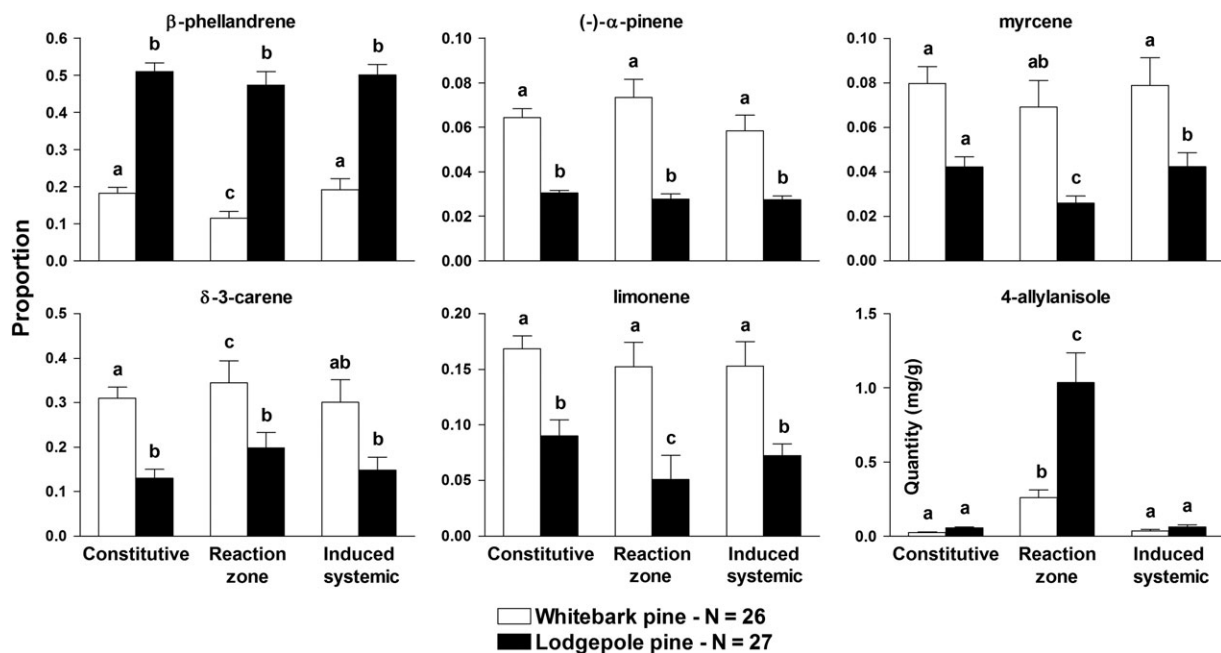 β-phellandrene
(-)-α-pinene
myrcene
0.6
0.5
0.4
0.3
0.2
0.1
0.0
a
b
c
b
a
b
0.10
0.08
0.06
0.04
0.02
0.00
a
b
a
b
a
b
0.10
0.08
0.06
0.04
0.02
0.00
a
a
ab
c
a
b
Proportion
δ-3-carene
limonene
4-allylanisole
0.5
0.4
0.3
0.2
0.1
0.0
a
b
c
b
ab
b
0.20
0.15
0.10
0.05
0.00
a
b
a
c
a
b
1.5
1.0
0.5
0.0
Quantity (mg/g)
a
a
b
c
a
a
Constitutive
Reaction
zone
Induced
systemic
Constitutive
Reaction
zone
Induced
systemic
Constitutive
Reaction
zone
Induced
systemic
Whitebark pine - N = 26
Lodgepole pine - N = 27